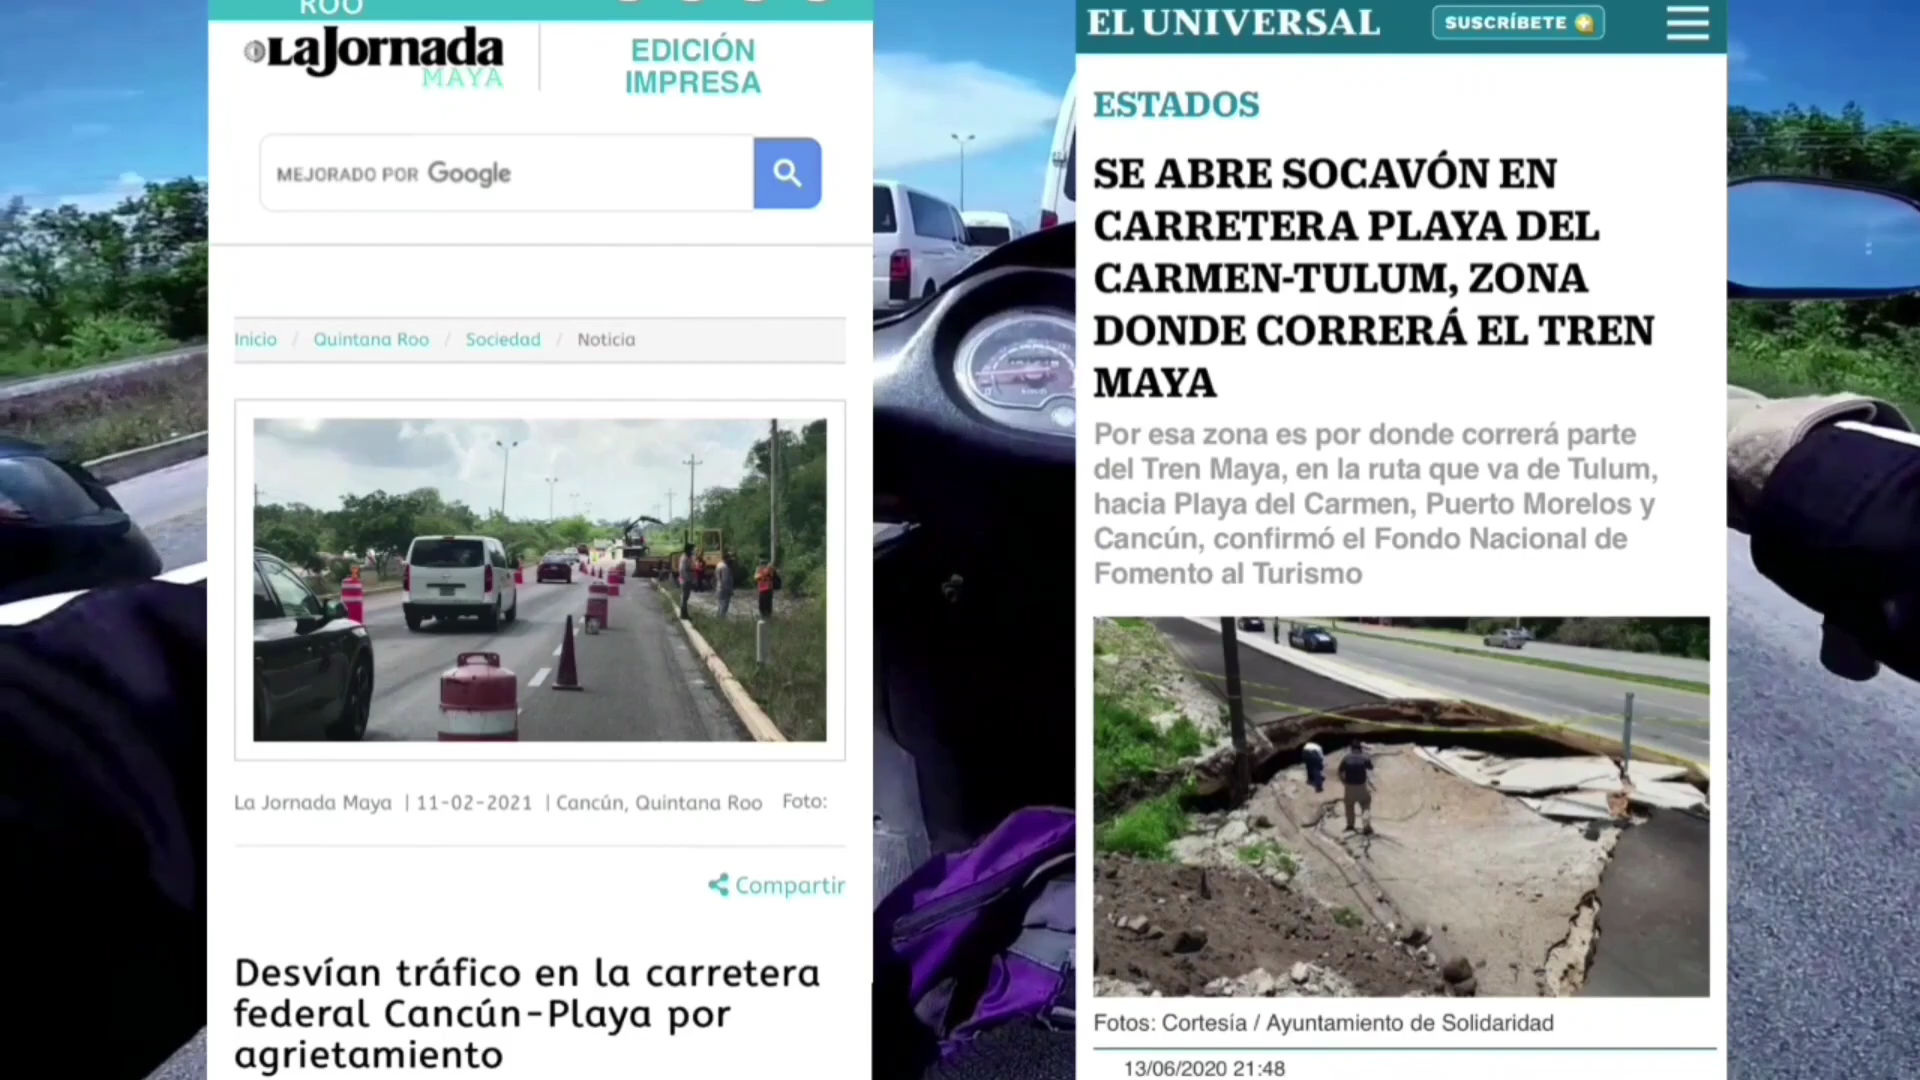 ROO
LaJornada
MAYA
EDICIÓN
IMPRESA
MEJORADO POR Google
Inicio / Quintana Roo / Sociedad / Noticia
La Jornada Maya | 11-02-2021 | Cancún, Quintana Roo Foto:
Compartir
Desvían tráfico en la carretera
federal Cancún-Playa por
agrietamiento
EL UNIVERSAL
SUSCRÍBETE
ESTADOS
SE ABRE SOCAVÓN EN
CARRETERA PLAYA DEL
CARMEN-TULUM, ZONA
DONDE CORRERÁ EL TREN
MAYA
Por esa zona es por donde correrá parte
del Tren Maya, en la ruta que va de Tulum,
hacia Playa del Carmen, Puerto Morelos y
Cancún, confirmó el Fondo Nacional de
Fomento al Turismo
Fotos: Cortesía / Ayuntamiento de Solidaridad
13/06/2020 21:48